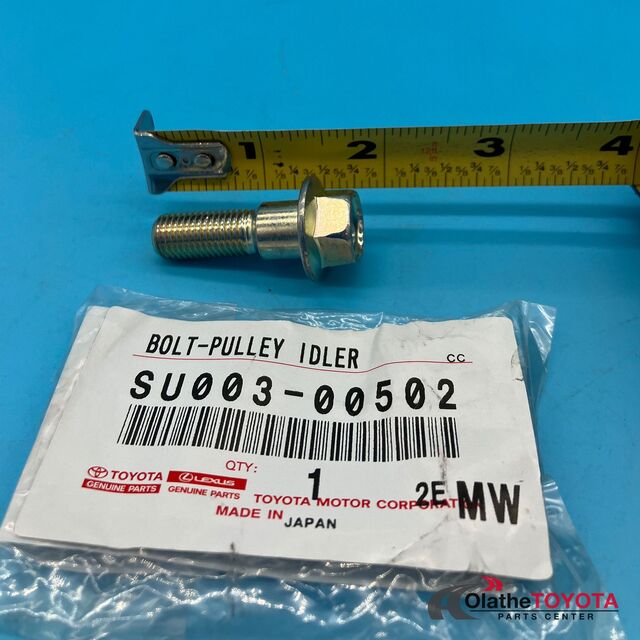 1 2 3 4
BOLT-PULLEY IDLER CC
SU003-00502
QTY: 1
TOYOTA GENUINE PARTS
LEXUS GENUINE PARTS
TOYOTA MOTOR CORPORATI
2E MW
MADE IN JAPAN
OlatheTOYOTA
PARTS CENTER